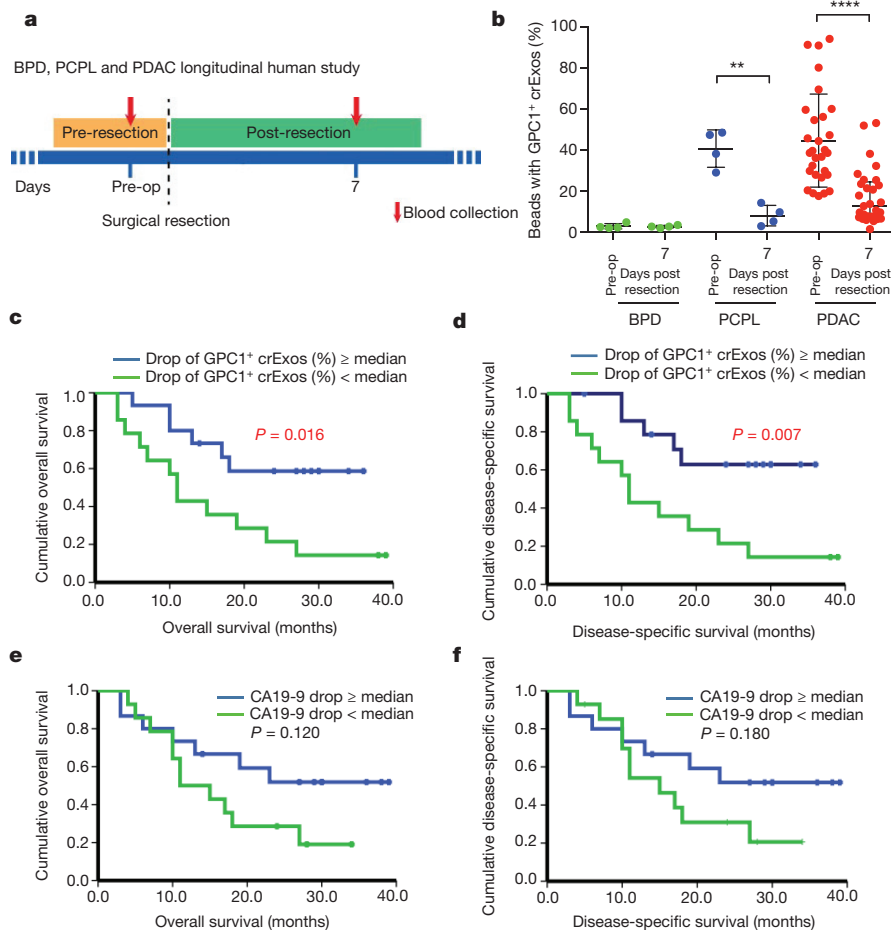 a
BPD, PCPL and PDAC longitudinal human study
Pre-resection
Post-resection
Days
Pre-op
7
Surgical resection
Blood collection
b
Beads with GPC1⁺ crExos (%)
100
80
60
40
20
0
**
****
Pre-op
7
Days post
resection
BPD
Pre-op
7
Days post
resection
PCPL
Pre-op
7
Days post
resection
PDAC
c
Drop of GPC1⁺ crExos (%) ≥ median
Drop of GPC1⁺ crExos (%) < median
P = 0.016
Cumulative overall survival
1.0
0.8
0.6
0.4
0.2
0.0
0.0 10.0 20.0 30.0 40.0
Overall survival (months)
d
Drop of GPC1⁺ crExos (%) ≥ median
Drop of GPC1⁺ crExos (%) < median
P = 0.007
Cumulative disease-specific survival
1.0
0.8
0.6
0.4
0.2
0.0
0.0 10.0 20.0 30.0 40.0
Disease-specific survival (months)
e
CA19-9 drop ≥ median
CA19-9 drop < median
P = 0.120
Cumulative overall survival
1.0
0.8
0.6
0.4
0.2
0.0
0.0 10.0 20.0 30.0 40.0
Overall survival (months)
f
CA19-9 drop ≥ median
CA19-9 drop < median
P = 0.180
Cumulative disease-specific survival
1.0
0.8
0.6
0.4
0.2
0.0
0.0 10.0 20.0 30.0 40.0
Disease-specific survival (months)